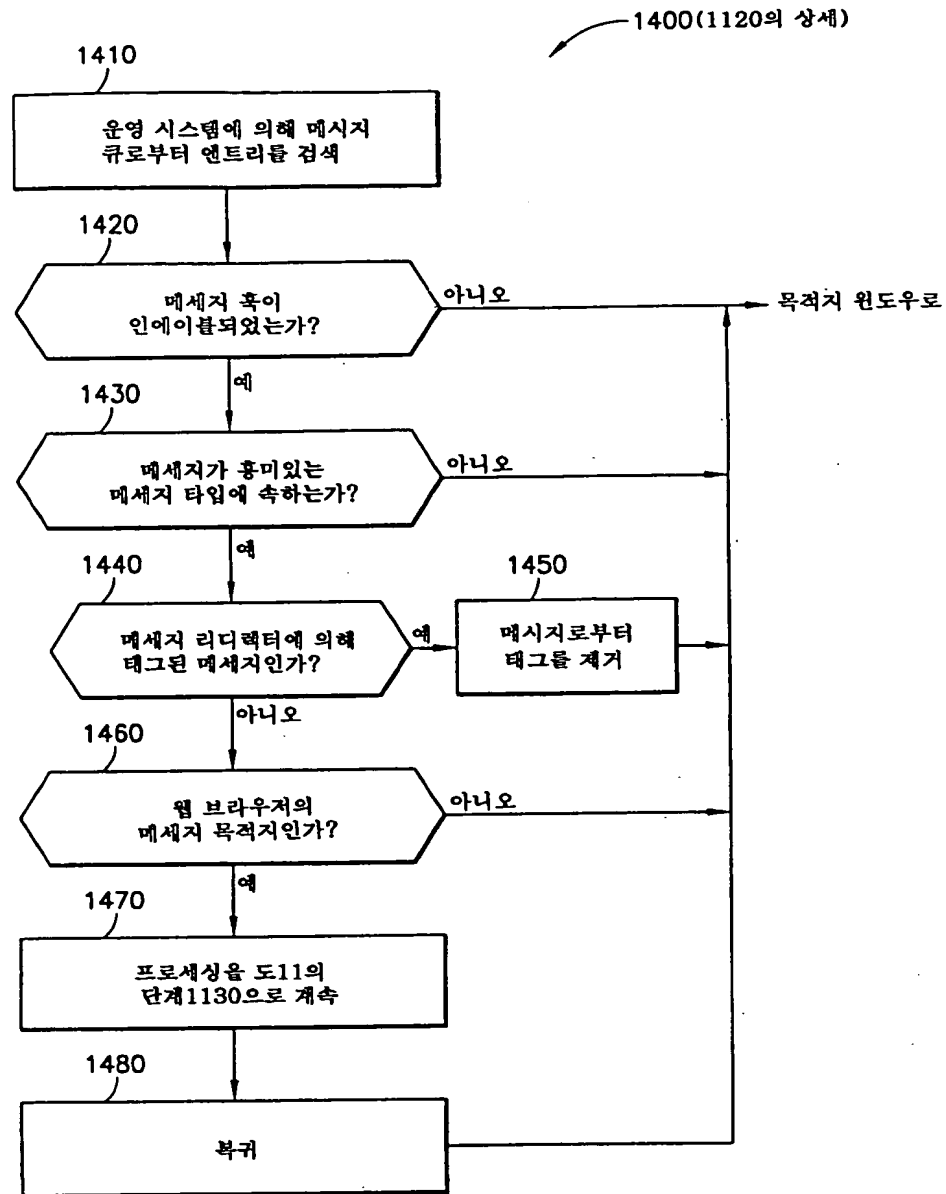 1400(1120의 상세)
1410
운영 시스템에 의해 메시지
큐로부터 엔트리를 검색
1420
메세지 훅이
인에이블되었는가?
아니오
목적지 윈도우로
예
1430
메세지가 흥미있는
메세지 타입에 속하는가?
아니오
예
1440
메세지 리디렉터에 의해
태그된 메세지인가?
예
1450
메시지로부터
태그를 제거
아니오
1460
웹 브라우저의
메세지 목적지인가?
아니오
예
1470
프로세싱을 도11의
단계1130으로 계속
1480
복귀